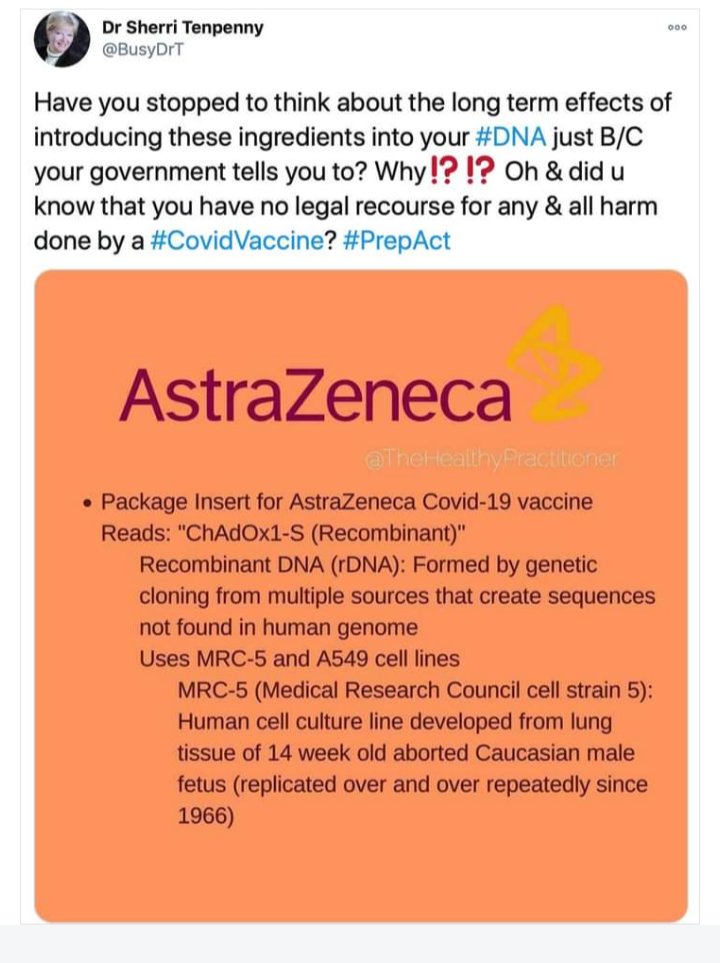 Dr Sherri Tenpenny
@BusyDrT
Have you stopped to think about the long term effects of
introducing these ingredients into your #DNA just B/C
your government tells you to? Why⁉️ ⁉️ Oh & did u
know that you have no legal recourse for any & all harm
done by a #CovidVaccine? #PrepAct
AstraZeneca
@TheHealthyPractitioner
• Package Insert for AstraZeneca Covid-19 vaccine
Reads: "ChAdOx1-S (Recombinant)"
Recombinant DNA (rDNA): Formed by genetic
cloning from multiple sources that create sequences
not found in human genome
Uses MRC-5 and A549 cell lines
MRC-5 (Medical Research Council cell strain 5):
Human cell culture line developed from lung
tissue of 14 week old aborted Caucasian male
fetus (replicated over and over repeatedly since
1966)